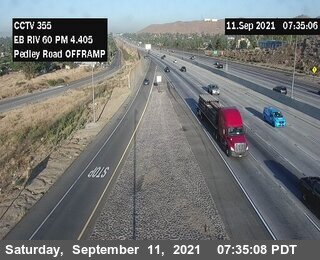 CCTV 355
EB RIV 60 PM 4.405
Pedley Road OFFRAMP
11.Sep 2021 07:35:06
STOP
Saturday, September 11, 2021 07:35:08 PDT